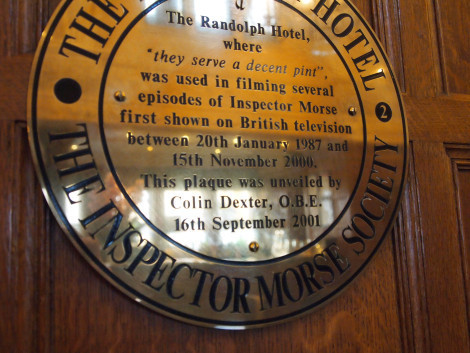 THE HOTEL
The Randolph Hotel,
where
"they serve a decent pint",
was used in filming several
episodes of Inspector Morse
first shown on British television
between 20th January 1987 and
15th November 2000.
This plaque was unveiled by
Colin Dexter, O.B.E.
16th September 2001
2
THE INSPECTOR MORSE SOCIETY